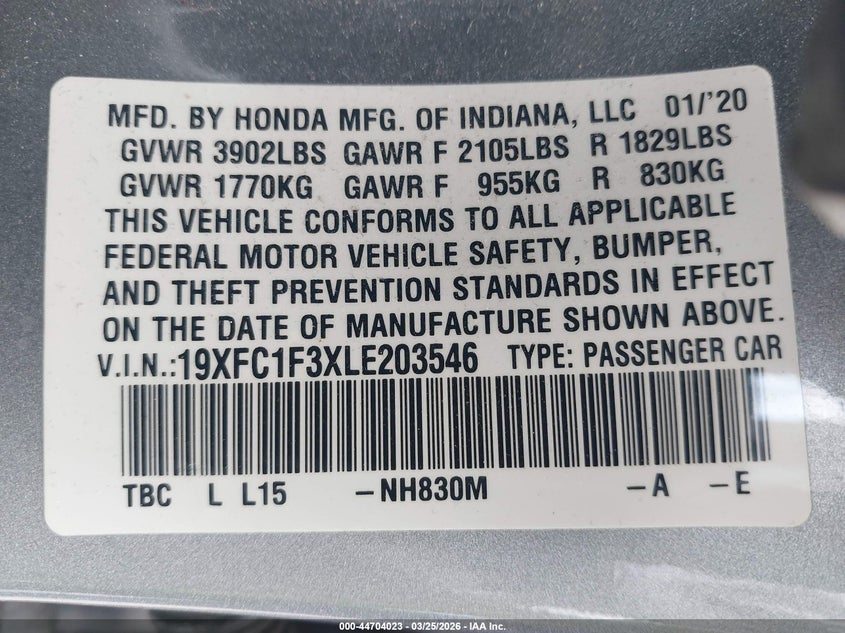 MFD. BY HONDA MFG. OF INDIANA, LLC 01/'20
GVWR 3902LBS GAWR F 2105LBS R 1829LBS
GVWR 1770KG GAWR F 955KG R 830KG
THIS VEHICLE CONFORMS TO ALL APPLICABLE
FEDERAL MOTOR VEHICLE SAFETY, BUMPER,
AND THEFT PREVENTION STANDARDS IN EFFECT
ON THE DATE OF MANUFACTURE SHOWN ABOVE.
V.I.N.:19XFC1F3XLE203546 TYPE: PASSENGER CAR
TBC L L15 -NH830M -A -E
000-44704023 | 03/25/2026 - IAA Inc.